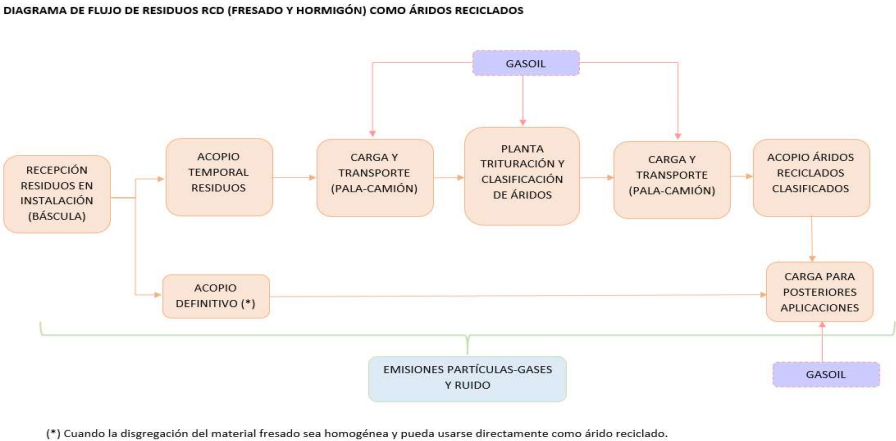 DIAGRAMA DE FLUJO DE RESIDUOS RCD (FRESADO Y HORMIGÓN) COMO ÁRIDOS RECICLADOS
GASOIL
RECEPCIÓN
RESIDUOS EN
INSTALACIÓN
(BÁSCULA)
ACOPIO
TEMPORAL
RESIDUOS
CARGA Y
TRANSPORTE
(PALA-CAMIÓN)
PLANTA
TRITURACIÓN Y
CLASIFICACIÓN
DE ÁRIDOS
CARGA Y
TRANSPORTE
(PALA-CAMIÓN)
ACOPIO ÁRIDOS
RECICLADOS
CLASIFICADOS
ACOPIO
DEFINITIVO (*)
CARGA PARA
POSTERIORES
APLICACIONES
EMISIONES PARTÍCULAS-GASES
Y RUIDO
GASOIL
(*) Cuando la disgregación del material fresado sea homogénea y pueda usarse directamente como árido reciclado.